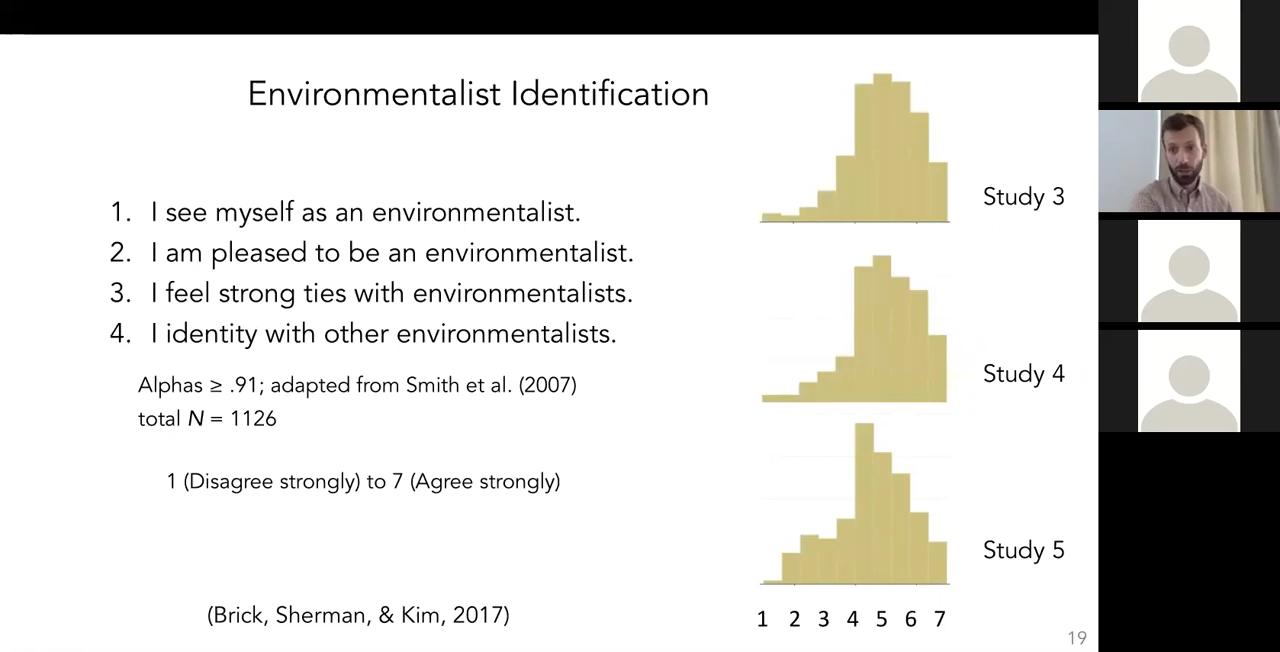 Environmentalist Identification
1. I see myself as an environmentalist.
2. I am pleased to be an environmentalist.
3. I feel strong ties with environmentalists.
4. I identity with other environmentalists.
Alphas ≥ .91; adapted from Smith et al. (2007)
total N = 1126
1 (Disagree strongly) to 7 (Agree strongly)
(Brick, Sherman, & Kim, 2017)
Study 3
Study 4
Study 5
1 2 3 4 5 6 7
19